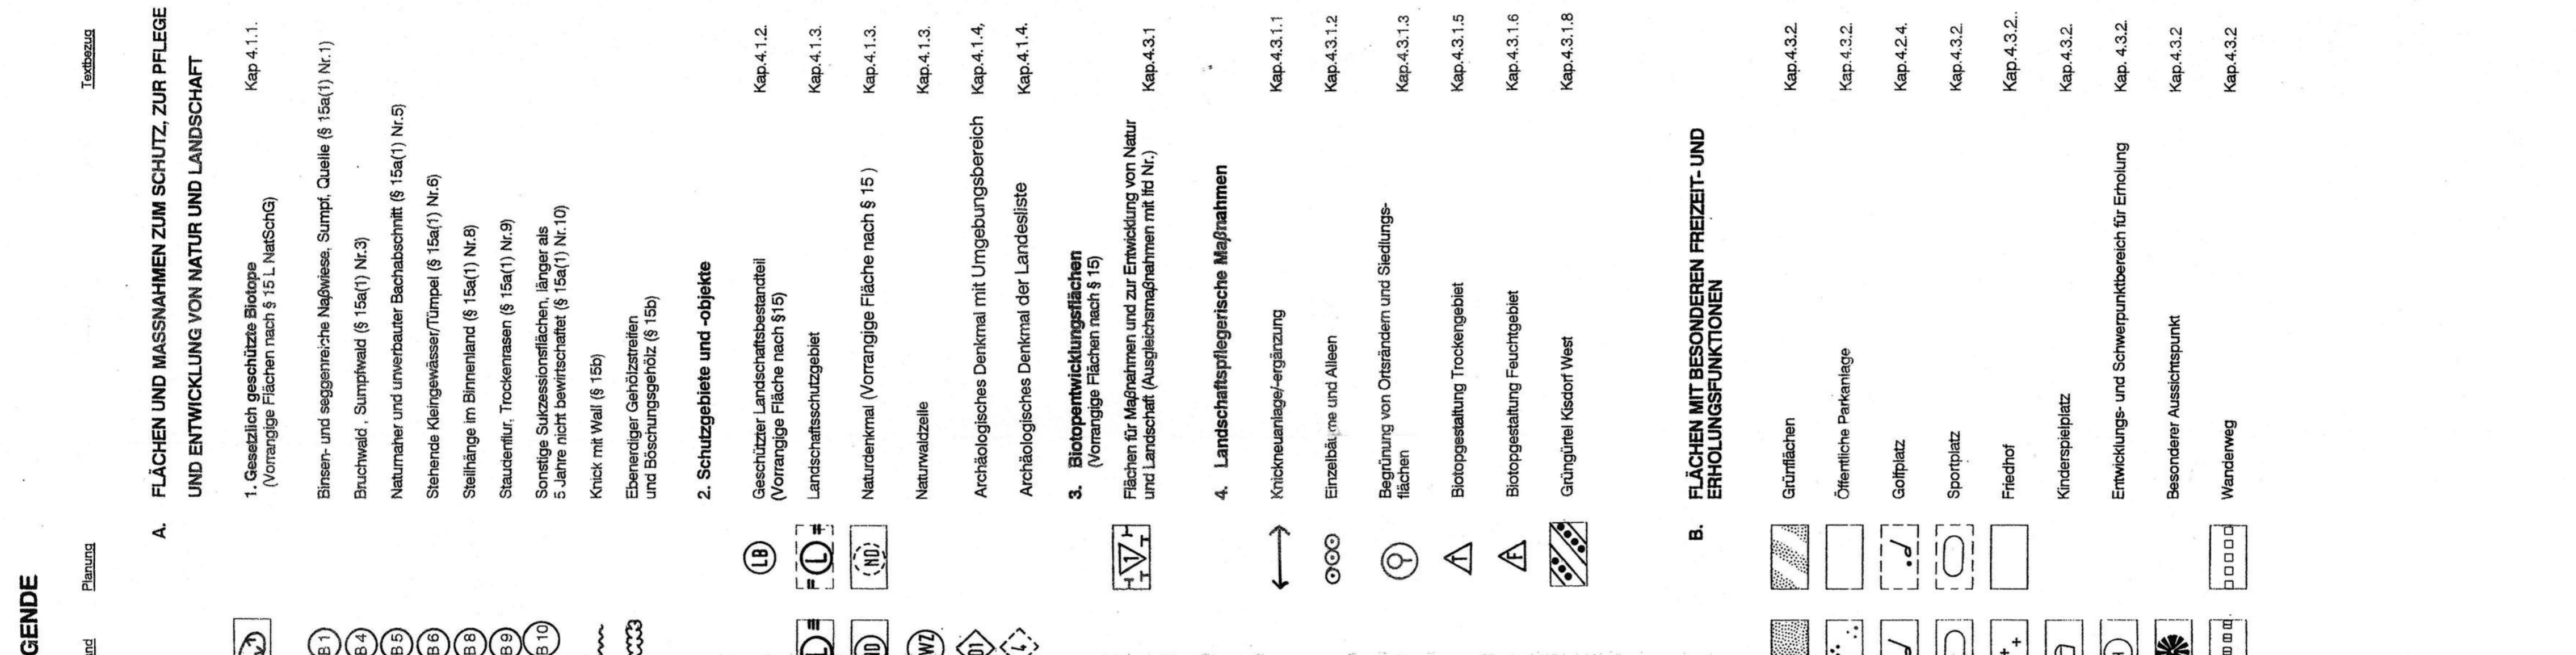 GENDE
nd Planung Textbezug
A. FLÄCHEN UND MASSNAHMEN ZUM SCHUTZ, ZUR PFLEGE
UND ENTWICKLUNG VON NATUR UND LANDSCHAFT
1. Gesetzlich geschützte Biotope Kap 4.1.1.
(Vorrangige Flächen nach § 15 L NatSchG)
B 1 Binsen- und seggenreiche Naßwiese, Sumpf, Quelle (§ 15a(1) Nr.1)
B 4 Bruchwald , Sumpfwald (§ 15a(1) Nr.3)
B 5 Naturnaher und unverbauter Bachabschnitt (§ 15a(1) Nr.5)
B 6 Stehende Kleingewässer/Tümpel (§ 15a(1) Nr.6)
B 8 Steilhänge im Binnenland (§ 15a(1) Nr.8)
B 9 Staudenflur, Trockenrasen (§ 15a(1) Nr.9)
B 10 Sonstige Sukzessionsflächen, länger als
5 Jahre nicht bewirtschaftet (§ 15a(1) Nr.10)
Knick mit Wall (§ 15b)
Ebenerdiger Gehölzstreifen
und Böschungsgehölz (§ 15b)
2. Schutzgebiete und -objekte
LB Geschützter Landschaftsbestandteil Kap.4.1.2.
(Vorrangige Fläche nach §15)
L L Landschaftsschutzgebiet Kap.4.1.3.
ND ND Naturdenkmal (Vorrangige Fläche nach § 15 ) Kap.4.1.3.
WZ Naturwaldzelle Kap.4.1.3.
Archäologisches Denkmal mit Umgebungsbereich Kap.4.1.4,
Archäologisches Denkmal der Landesliste Kap.4.1.4.
3. Biotopentwicklungsflächen
(Vorrangige Flächen nach § 15)
1 Flächen für Maßnahmen und zur Entwicklung von Natur Kap.4.3.1
und Landschaft (Ausgleichsmaßnahmen mit lfd Nr.)
4. Landschaftspflegerische Maßnahmen
Knickneuanlage/-ergänzung Kap.4.3.1.1
Einzelbäume und Alleen Kap.4.3.1.2
Begrünung von Ortsrändern und Siedlungs- Kap.4.3.1.3
flächen
T Biotopgestaltung Trockengebiet Kap.4.3.1.5
F Biotopgestaltung Feuchtgebiet Kap.4.3.1.6
Grüngürtel Kisdorf West Kap.4.3.1.8
B. FLÄCHEN MIT BESONDEREN FREIZEIT- UND
ERHOLUNGSFUNKTIONEN
Grünflächen Kap.4.3.2.
Öffentliche Parkanlage Kap.4.3.2.
Golfplatz Kap.4.2.4.
Sportplatz Kap.4.3.2.
Friedhof Kap.4.3.2..
Kinderspielplatz Kap.4.3.2.
Entwicklungs- und Schwerpunktbereich für Erholung Kap. 4.3.2.
Besonderer Aussichtspunkt Kap.4.3.2
Wanderweg Kap.4.3.2